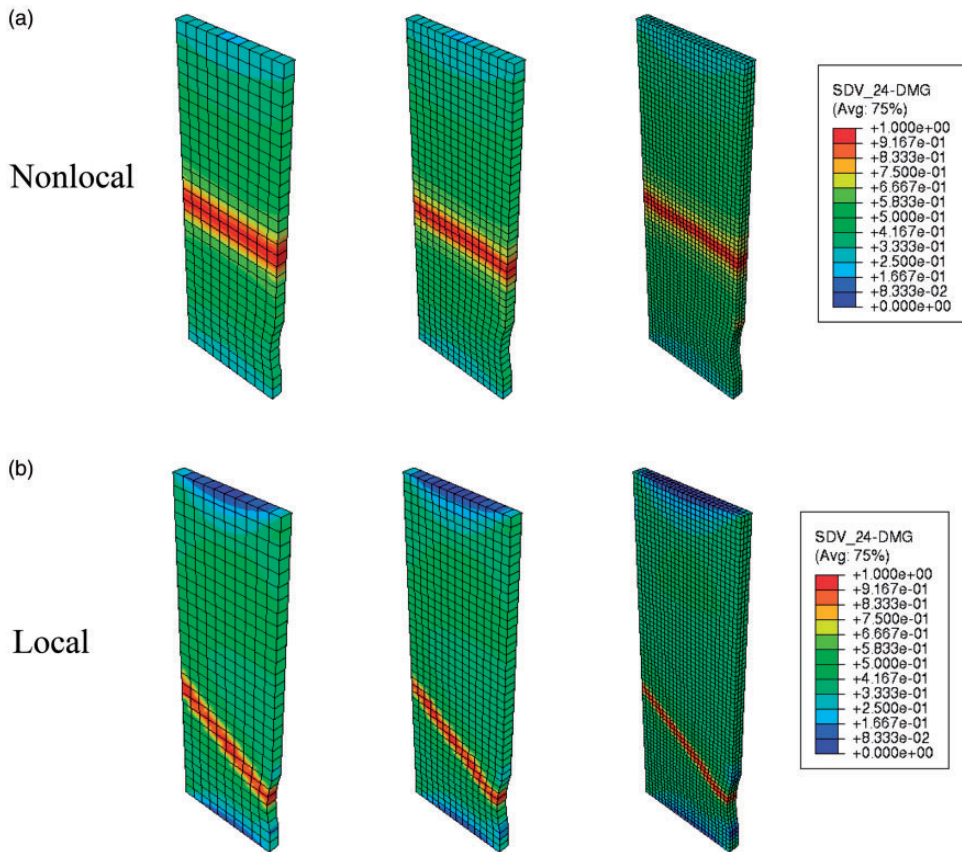 (a)
Nonlocal
SDV_24-DMG
(Avg: 75%)
+1.000e+00
+9.167e-01
+8.333e-01
+7.500e-01
+6.667e-01
+5.833e-01
+5.000e-01
+4.167e-01
+3.333e-01
+2.500e-01
+1.667e-01
+8.333e-02
+0.000e+00
(b)
Local
SDV_24-DMG
(Avg: 75%)
+1.000e+00
+9.167e-01
+8.333e-01
+7.500e-01
+6.667e-01
+5.833e-01
+5.000e-01
+4.167e-01
+3.333e-01
+2.500e-01
+1.667e-01
+8.333e-02
+0.000e+00